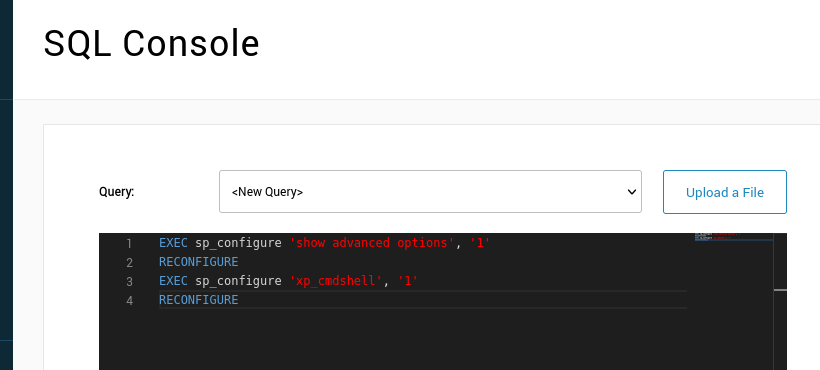 SQL Console
Query:
<New Query>
Upload a File
1 EXEC sp_configure 'show advanced options', '1'
2 RECONFIGURE
3 EXEC sp_configure 'xp_cmdshell', '1'
4 RECONFIGURE